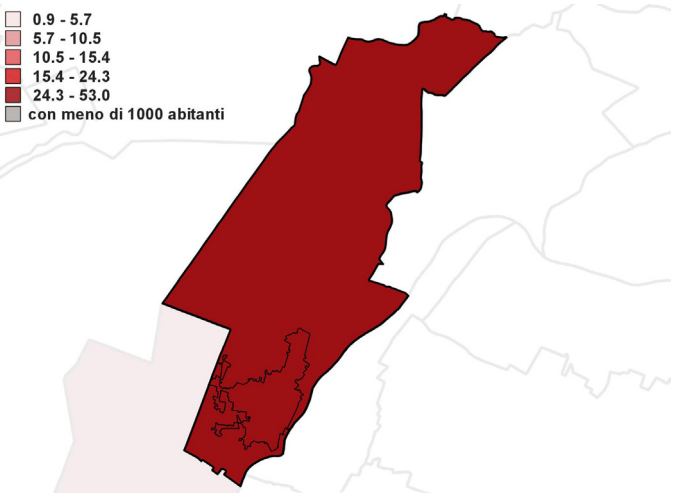 0.9 - 5.7
5.7 - 10.5
10.5 - 15.4
15.4 - 24.3
24.3 - 53.0
con meno di 1000 abitanti